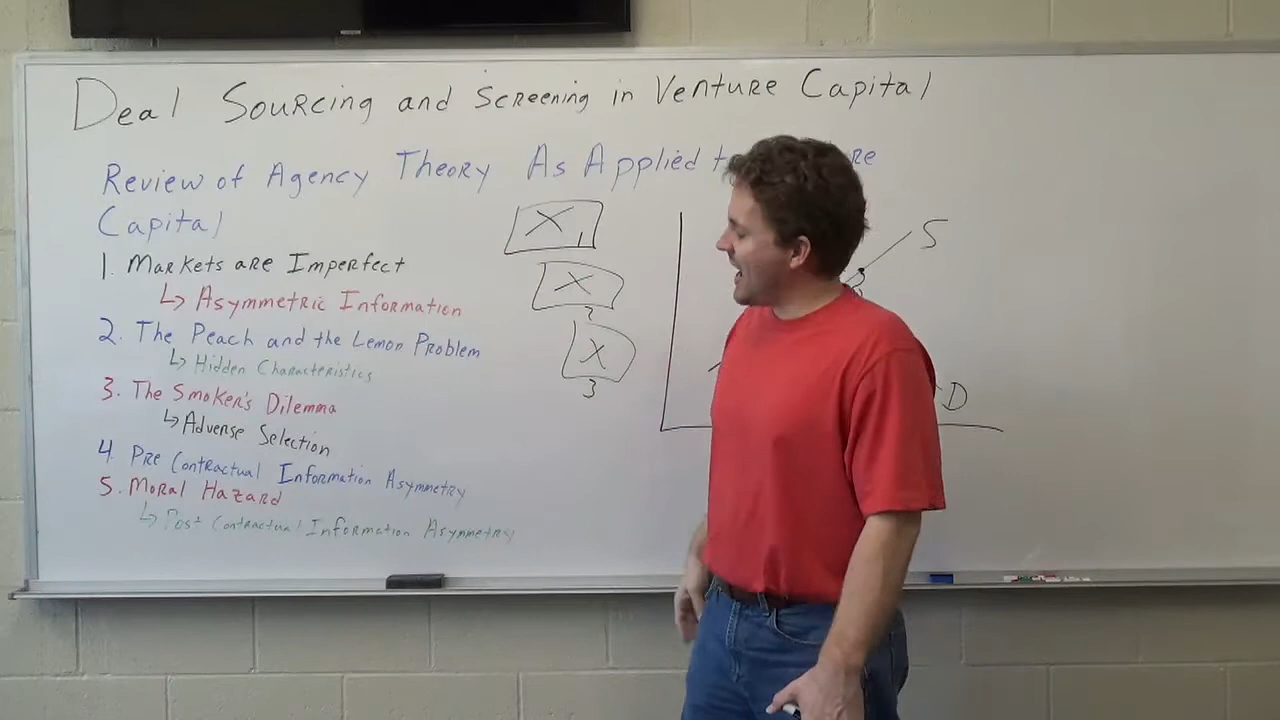 Deal Sourcing and Screening in Venture Capital
Review of Agency Theory As Applied
Capital
1. Markets are Imperfect
↳ Asymmetric Information
2. The Peach and the Lemon Problem
↳ Hidden Characteristics
3. The Smoker's Dilemma
↳ Adverse Selection
4. Pre Contractual Information Asymmetry
5. Moral Hazard
↳ Post Contractual Information Asymmetry
X1
X2
X
3
S
D